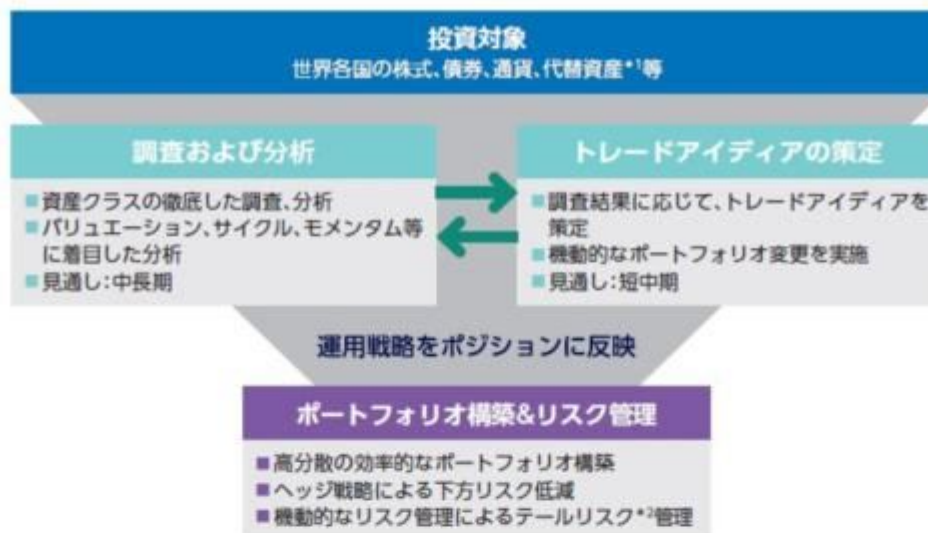 投資対象
世界各国の株式、債券、通貨、代替資産*1等
調査および分析
■資産クラスの徹底した調査、分析
■バリュエーション、サイクル、モメンタム等
に着目した分析
■見通し:中長期
トレードアイディアの策定
■調査結果に応じて、トレードアイディアを
策定
■機動的なポートフォリオ変更を実施
■見通し:短中期
運用戦略をポジションに反映
ポートフォリオ構築&リスク管理
■高分散の効率的なポートフォリオ構築
■ヘッジ戦略による下方リスク低減
■機動的なリスク管理によるテールリスク*2管理